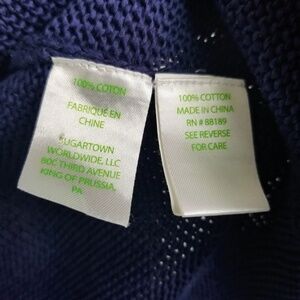 100% COTON
FABRIQUÉ EN
CHINE
SUGARTOWN
WORLDWIDE, LLC
800 THIRD AVENUE
KING OF PRUSSIA,
PA
100% COTTON
MADE IN CHINA
RN # 88189
SEE REVERSE
FOR CARE